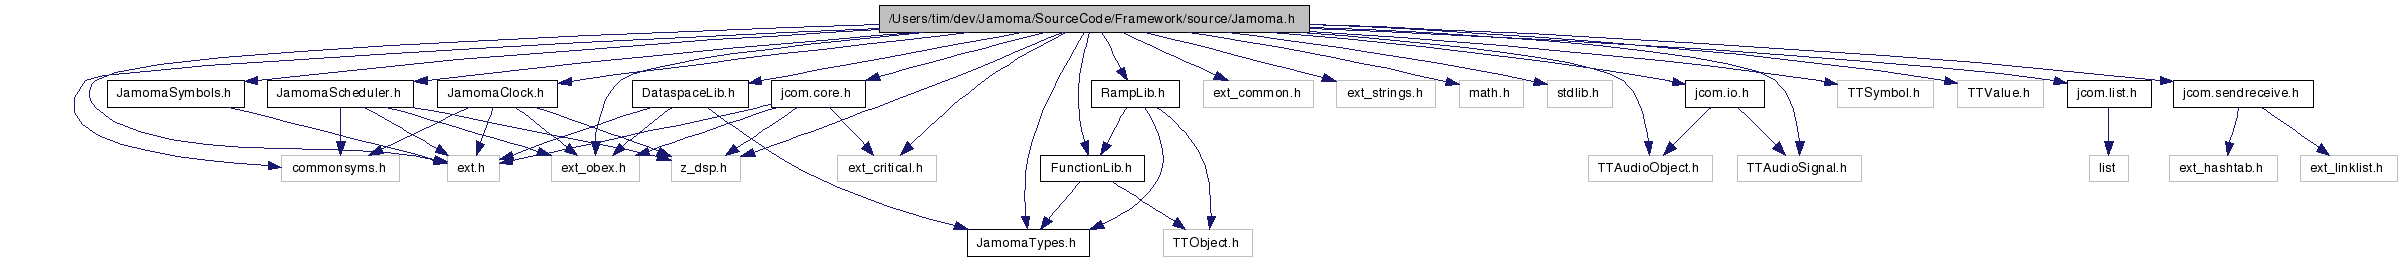 /Users/tim/dev/Jamoma/SourceCode/Framework/source/Jamoma.h
JamomaSymbols.h
JamomaScheduler.h
JamomaClock.h
DataspaceLib.h
jcom.core.h
RampLib.h
ext_common.h
ext_strings.h
math.h
stdlib.h
jcom.io.h
TTSymbol.h
TTValue.h
jcom.list.h
jcom.sendreceive.h
commonsyms.h
ext.h
ext_obex.h
z_dsp.h
ext_critical.h
FunctionLib.h
TTAudioObject.h
TTAudioSignal.h
list
ext_hashtab.h
ext_linklist.h
JamomaTypes.h
TTObject.h